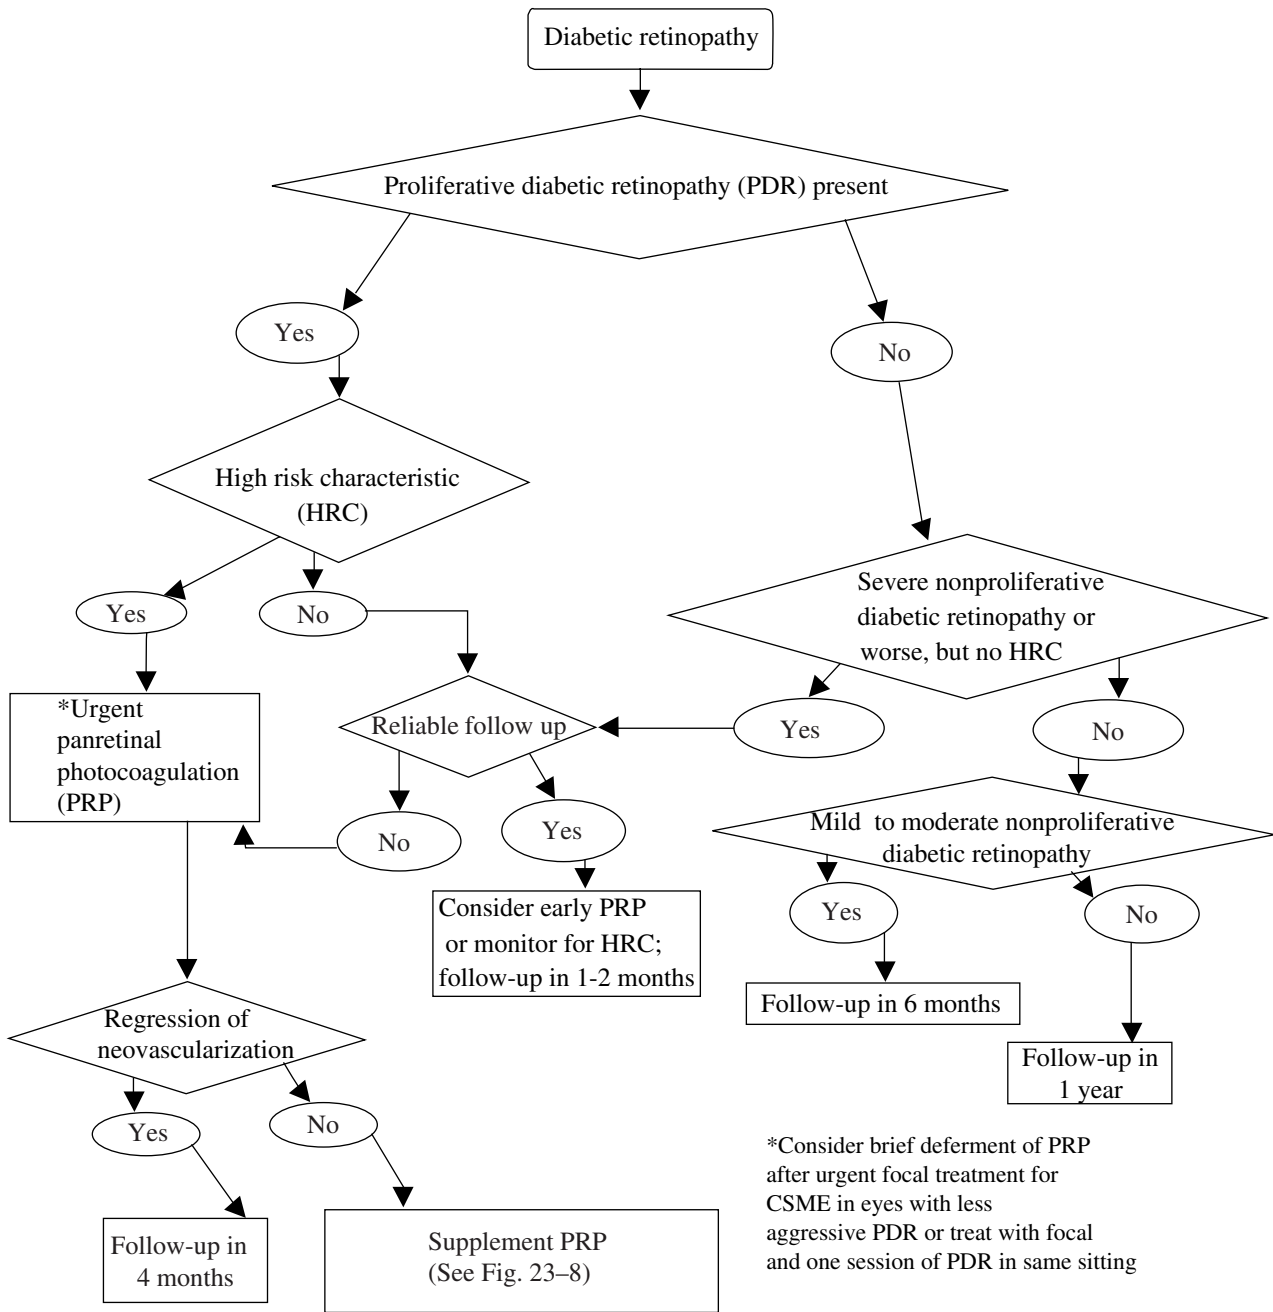 Diabetic retinopathy
Proliferative diabetic retinopathy (PDR) present
Yes
No
High risk characteristic
(HRC)
Severe nonproliferative
diabetic retinopathy or
worse, but no HRC
Yes
No
*Urgent
panretinal
photocoagulation
(PRP)
Reliable follow up
Yes
No
No
Yes
Mild to moderate nonproliferative
diabetic retinopathy
Consider early PRP
or monitor for HRC;
follow-up in 1-2 months
Yes
No
Follow-up in 6 months
Regression of
neovascularization
Follow-up in
1 year
Yes
No
*Consider brief deferment of PRP
after urgent focal treatment for
CSME in eyes with less
aggressive PDR or treat with focal
and one session of PDR in same sitting
Follow-up in
4 months
Supplement PRP
(See Fig. 23–8)